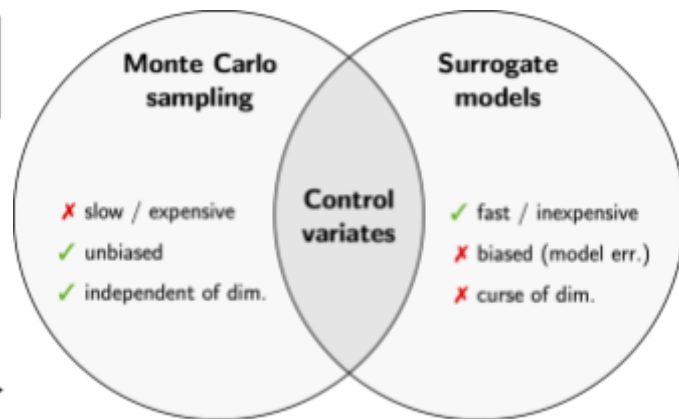 Monte Carlo
sampling
✗ slow / expensive
✓ unbiased
✓ independent of dim.
Control
variates
Surrogate
models
✓ fast / inexpensive
✗ biased (model err.)
✗ curse of dim.